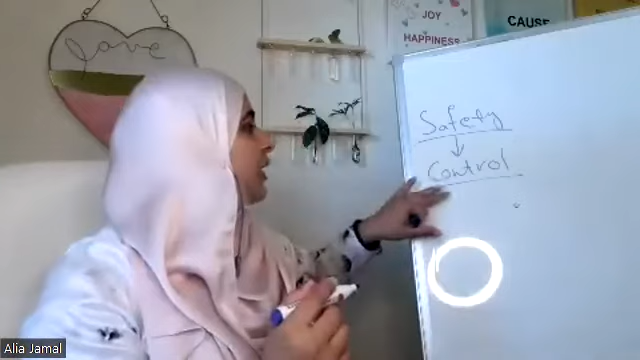 love
JOY
HAPPINESS
CAUSE
Safety
Control
Alia Jamal